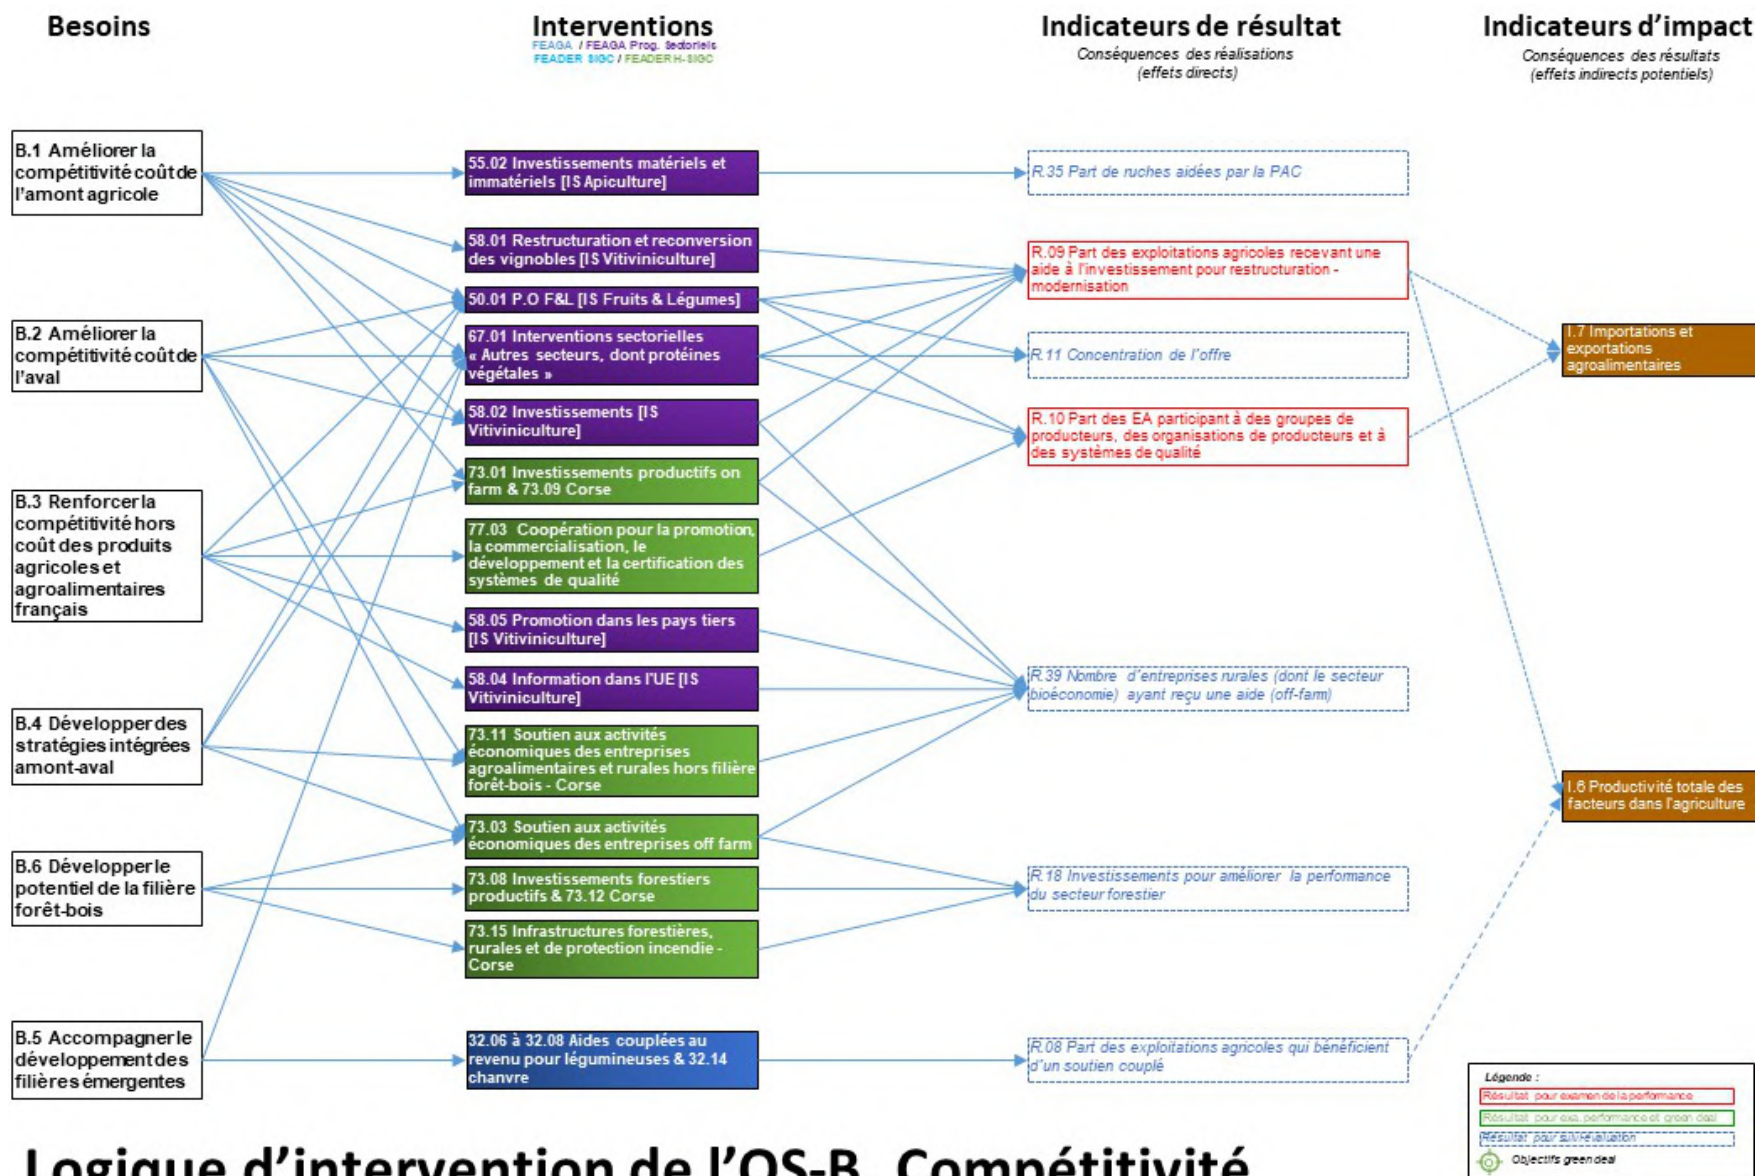 Besoins
Interventions
FEAGA / FEAGA Prog. Sectoriels
FEADER SIGC / FEADER H-SIGC
Indicateurs de résultat
Conséquences des réalisations
(effets directs)
Indicateurs d'impact
Conséquences des résultats
(effets indirects potentiels)
B.1 Améliorer la
compétitivité coût de
l'amont agricole
B.2 Améliorer la
compétitivité coût de
l'aval
B.3 Renforcer la
compétitivité hors
coût des produits
agricoles et
agroalimentaires
français
B.4 Développer des
stratégies intégrées
amont-aval
B.6 Développer le
potentiel de la filière
forêt-bois
B.5 Accompagner le
développement des
filières émergentes
55.02 Investissements matériels et
immatériels [IS Apiculture]
58.01 Restructuration et reconversion
des vignobles [IS Vitiviniculture]
50.01 P.O F&L [IS Fruits & Légumes]
67.01 Interventions sectorielles
« Autres secteurs, dont protéines
végétales »
58.02 Investissements [IS
Vitiviniculture]
73.01 Investissements productifs on
farm & 73.09 Corse
77.03 Coopération pour la promotion,
la commercialisation, le
développement et la certification des
systèmes de qualité
58.05 Promotion dans les pays tiers
[IS Vitiviniculture]
58.04 Information dans l'UE [IS
Vitiviniculture]
73.11 Soutien aux activités
économiques des entreprises
agroalimentaires et rurales hors filière
forêt-bois - Corse
73.03 Soutien aux activités
économiques des entreprises off farm
73.08 Investissements forestiers
productifs & 73.12 Corse
73.15 Infrastructures forestières,
rurales et de protection incendie -
Corse
32.06 à 32.08 Aides couplées au
revenu pour légumineuses & 32.14
chanvre
R.35 Part de ruches aidées par la PAC
R.09 Part des exploitations agricoles recevant une
aide à l'investissement pour restructuration -
modernisation
R.11 Concentration de l'offre
R.10 Part des EA participant à des groupes de
producteurs, des organisations de producteurs et à
des systèmes de qualité
R.39 Nombre d'entreprises rurales (dont le secteur
bioéconomie) ayant reçu une aide (off-farm)
R.18 Investissements pour améliorer la performance
du secteur forestier
R.08 Part des exploitations agricoles qui bénéficient
d'un soutien couplé
I.7 Importations et
exportations
agroalimentaires
I.6 Productivité totale des
facteurs dans l'agriculture
Légende :
Résultat pour examen de la performance
Résultat pour exa. performance et green deal
Résultat pour suivi-évaluation
Objectifs green deal
Logique d'intervention de l'OS-B Compétitivité